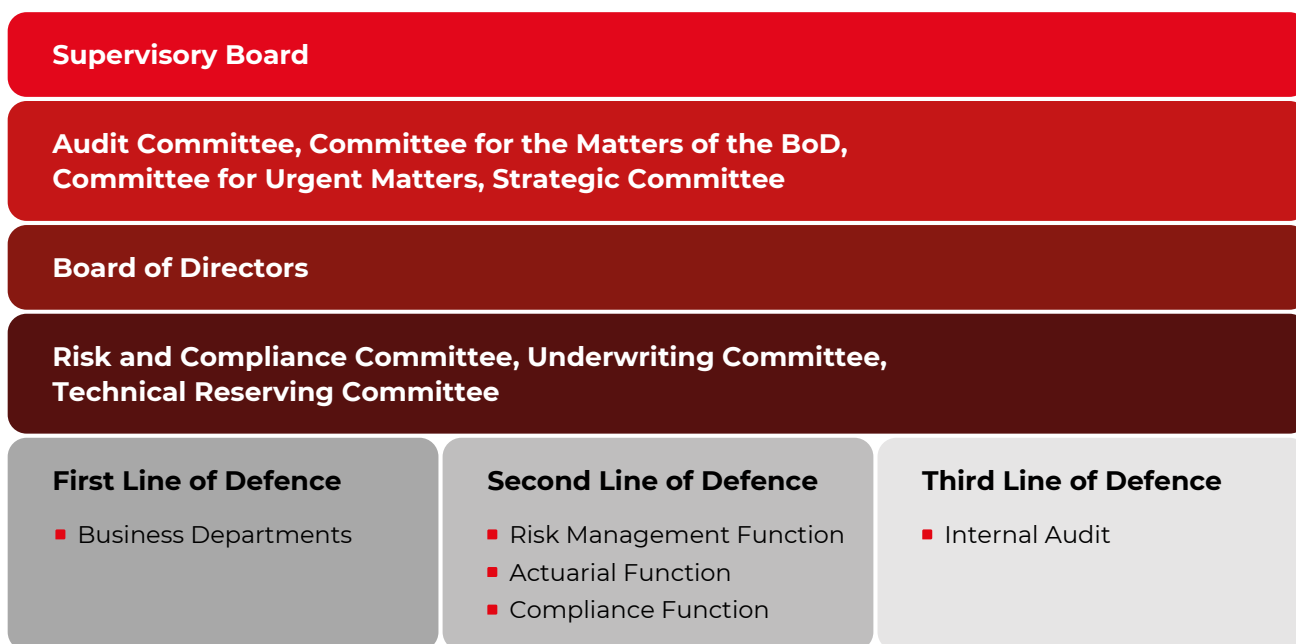 Supervisory Board
Audit Committee, Committee for the Matters of the BoD,
Committee for Urgent Matters, Strategic Committee
Board of Directors
Risk and Compliance Committee, Underwriting Committee,
Technical Reserving Committee
First Line of Defence
Business Departments
Second Line of Defence
Risk Management Function
Actuarial Function
Compliance Function
Third Line of Defence
Internal Audit